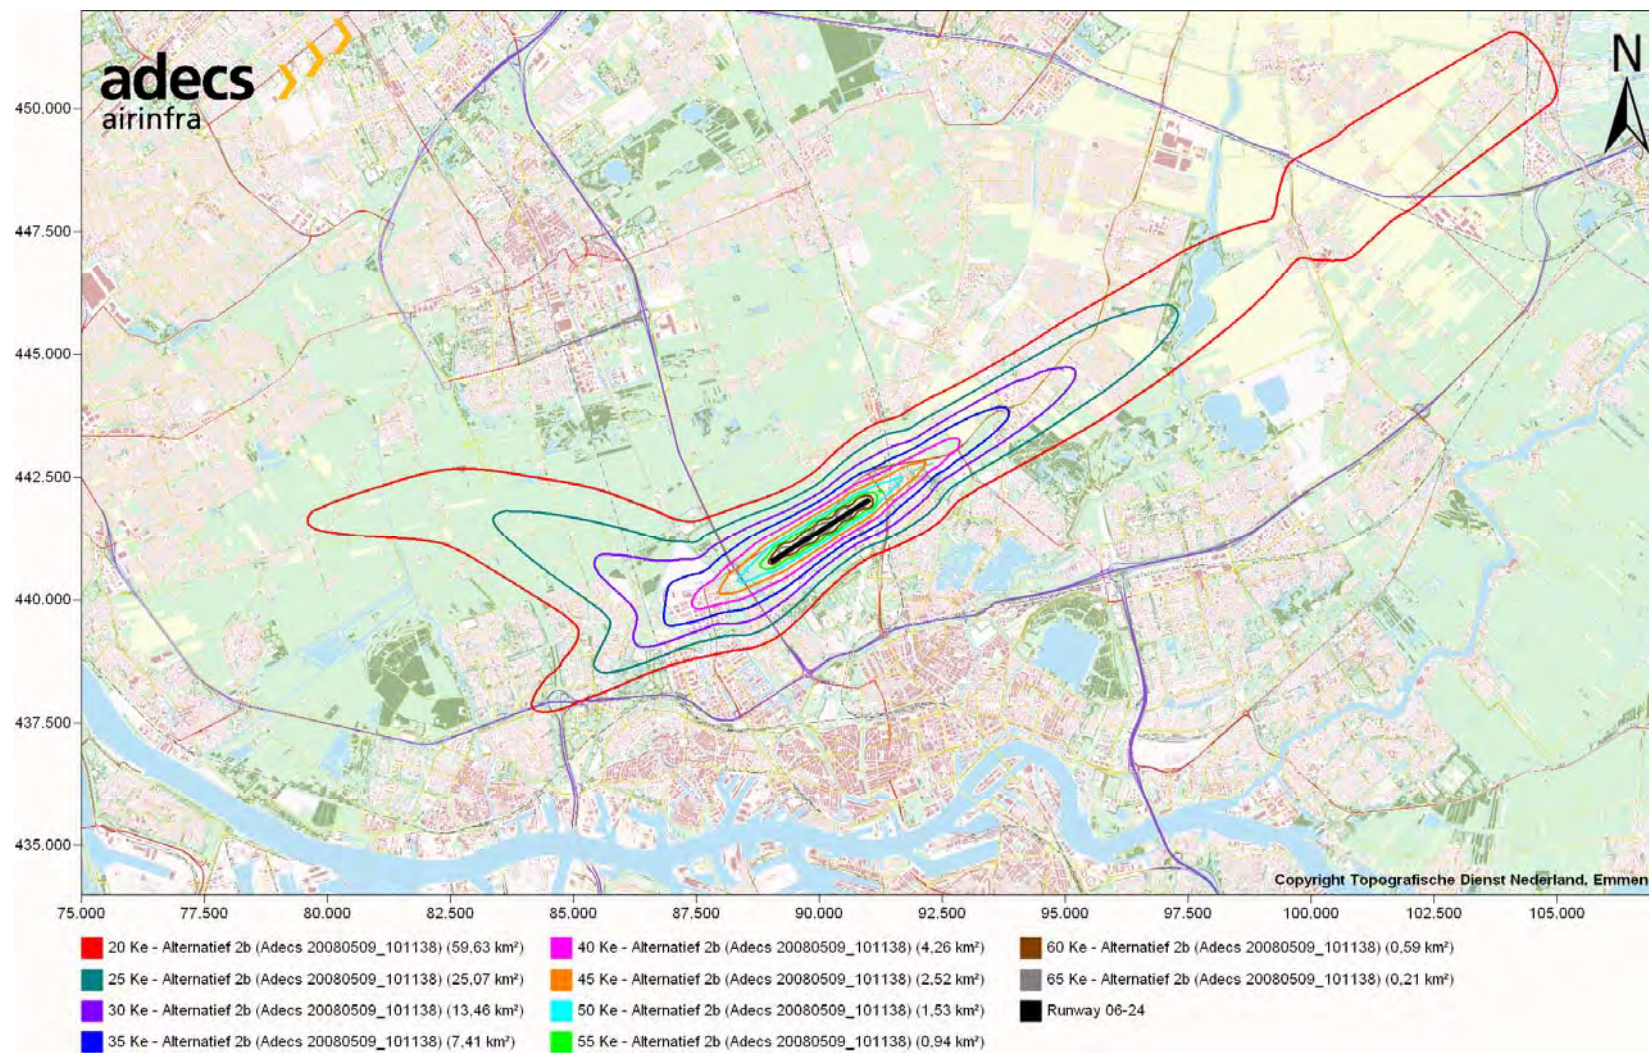 adecs
airinfra
N
450.000
447.500
445.000
442.500
440.000
437.500
435.000
Copyright Topografische Dienst Nederland, Emmen
75.000 77.500 80.000 82.500 85.000 87.500 90.000 92.500 95.000 97.500 100.000 102.500 105.000
20 Ke - Alternatief 2b (Adecs 20080509_101138) (59,63 km²)
25 Ke - Alternatief 2b (Adecs 20080509_101138) (25,07 km²)
30 Ke - Alternatief 2b (Adecs 20080509_101138) (13,46 km²)
35 Ke - Alternatief 2b (Adecs 20080509_101138) (7,41 km²)
40 Ke - Alternatief 2b (Adecs 20080509_101138) (4,26 km²)
45 Ke - Alternatief 2b (Adecs 20080509_101138) (2,52 km²)
50 Ke - Alternatief 2b (Adecs 20080509_101138) (1,53 km²)
55 Ke - Alternatief 2b (Adecs 20080509_101138) (0,94 km²)
60 Ke - Alternatief 2b (Adecs 20080509_101138) (0,59 km²)
65 Ke - Alternatief 2b (Adecs 20080509_101138) (0,21 km²)
Runway 06-24